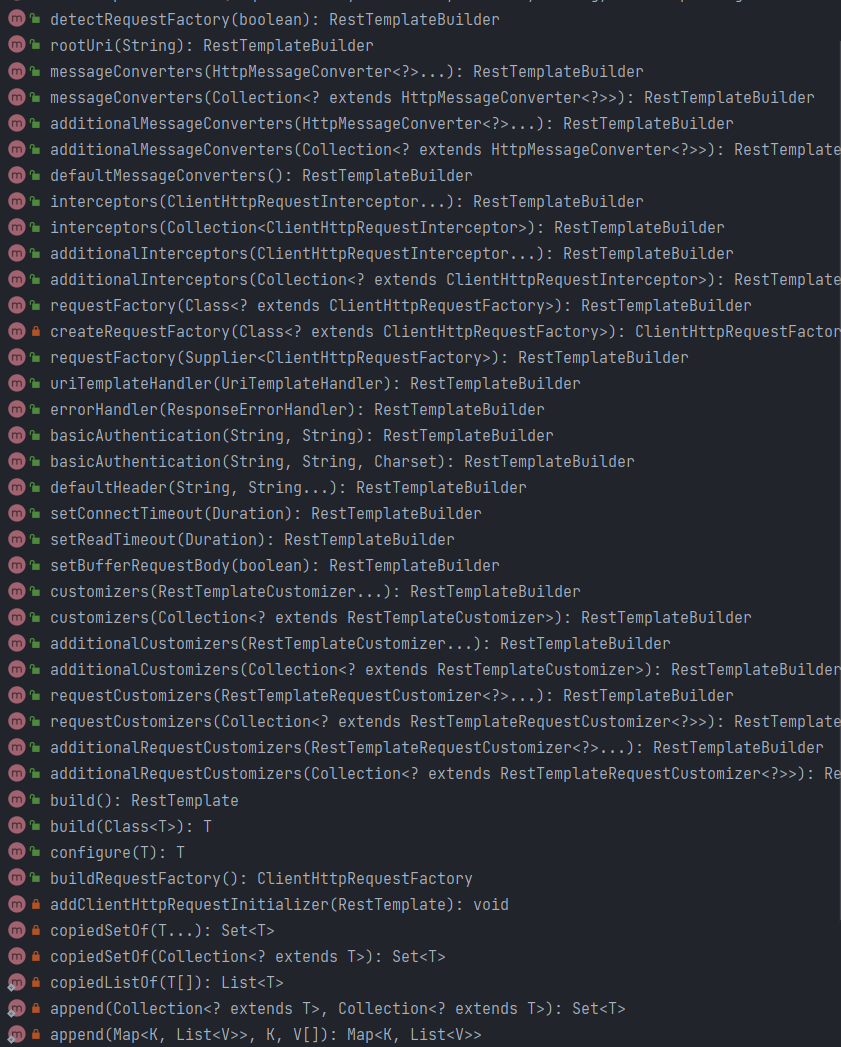 detectRequestFactory(boolean): RestTemplateBuilder
rootUri(String): RestTemplateBuilder
messageConverters(HttpMessageConverter<?>...): RestTemplateBuilder
messageConverters(Collection<? extends HttpMessageConverter<?>>): RestTemplateBuilder
additionalMessageConverters(HttpMessageConverter<?>...): RestTemplateBuilder
additionalMessageConverters(Collection<? extends HttpMessageConverter<?>>): RestTemplate
defaultMessageConverters(): RestTemplateBuilder
interceptors(ClientHttpRequestInterceptor...): RestTemplateBuilder
interceptors(Collection<ClientHttpRequestInterceptor>): RestTemplateBuilder
additionalInterceptors(ClientHttpRequestInterceptor...): RestTemplateBuilder
additionalInterceptors(Collection<? extends ClientHttpRequestInterceptor>): RestTemplate
requestFactory(Class<? extends ClientHttpRequestFactory>): RestTemplateBuilder
createRequestFactory(Class<? extends ClientHttpRequestFactory>): ClientHttpRequestFactor
requestFactory(Supplier<ClientHttpRequestFactory>): RestTemplateBuilder
uriTemplateHandler(UriTemplateHandler): RestTemplateBuilder
errorHandler(ResponseErrorHandler): RestTemplateBuilder
basicAuthentication(String, String): RestTemplateBuilder
basicAuthentication(String, String, Charset): RestTemplateBuilder
defaultHeader(String, String...): RestTemplateBuilder
setConnectTimeout(Duration): RestTemplateBuilder
setReadTimeout(Duration): RestTemplateBuilder
setBufferRequestBody(boolean): RestTemplateBuilder
customizers(RestTemplateCustomizer...): RestTemplateBuilder
customizers(Collection<? extends RestTemplateCustomizer>): RestTemplateBuilder
additionalCustomizers(RestTemplateCustomizer...): RestTemplateBuilder
additionalCustomizers(Collection<? extends RestTemplateCustomizer>): RestTemplateBuilder
requestCustomizers(RestTemplateRequestCustomizer<?>...): RestTemplateBuilder
requestCustomizers(Collection<? extends RestTemplateRequestCustomizer<?>>): RestTemplate
additionalRequestCustomizers(RestTemplateRequestCustomizer<?>...): RestTemplateBuilder
additionalRequestCustomizers(Collection<? extends RestTemplateRequestCustomizer<?>>): Re
build(): RestTemplate
build(Class<T>): T
configure(T): T
buildRequestFactory(): ClientHttpRequestFactory
addClientHttpRequestInitializer(RestTemplate): void
copiedSetOf(T...): Set<T>
copiedSetOf(Collection<? extends T>): Set<T>
copiedListOf(T[]): List<T>
append(Collection<? extends T>, Collection<? extends T>): Set<T>
append(Map<K, List<V>>, K, V[]): Map<K, List<V>>